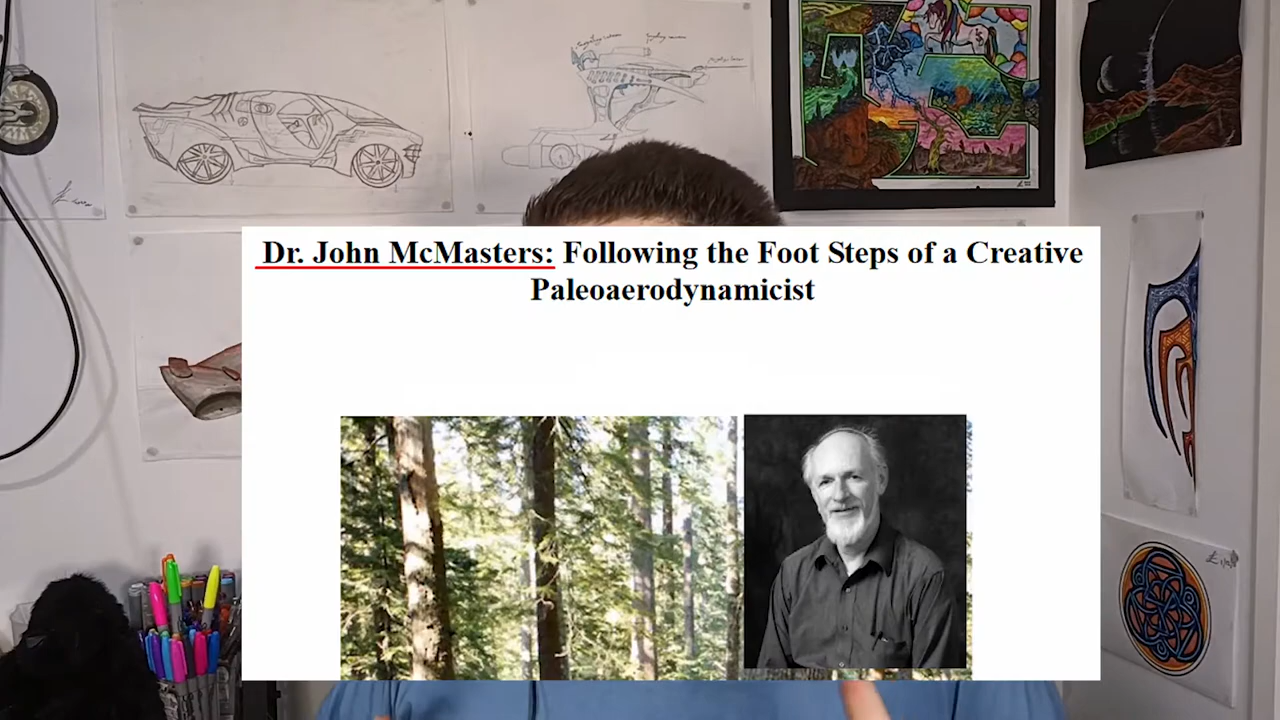 Dr. John McMasters: Following the Foot Steps of a Creative
Paleoaerodynamicist